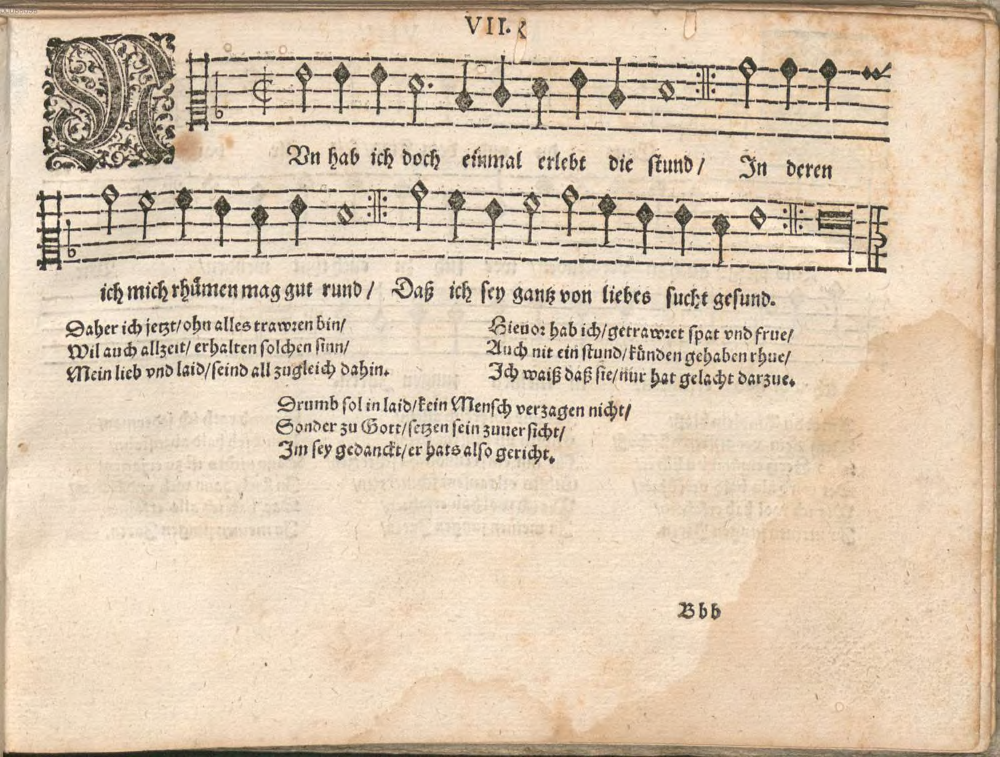 00085095
VII.
NVn hab ich doch einmal erlebt die stund/ In deren
ich mich rhůmen mag gut rund/ Daß ich sey gantz von liebes sucht gesund.
Daher ich jetzt/ohn alles trawren bin/
Wil auch allzeit/erhalten solchen sinn/
Mein lieb vnd laid/seind all zugleich dahin.
Hieuor hab ich/getrawret spat vnd frue/
Auch nit ein stund/künden gehaben rhue/
Ich waiß daß sie/nur hat gelacht darzue.
Drumb sol in laid/kein Mensch verzagen nicht/
Sonder zu Gott/setzen sein zuuersicht/
Im sey gedanckt/er hats also gericht.
Bbb